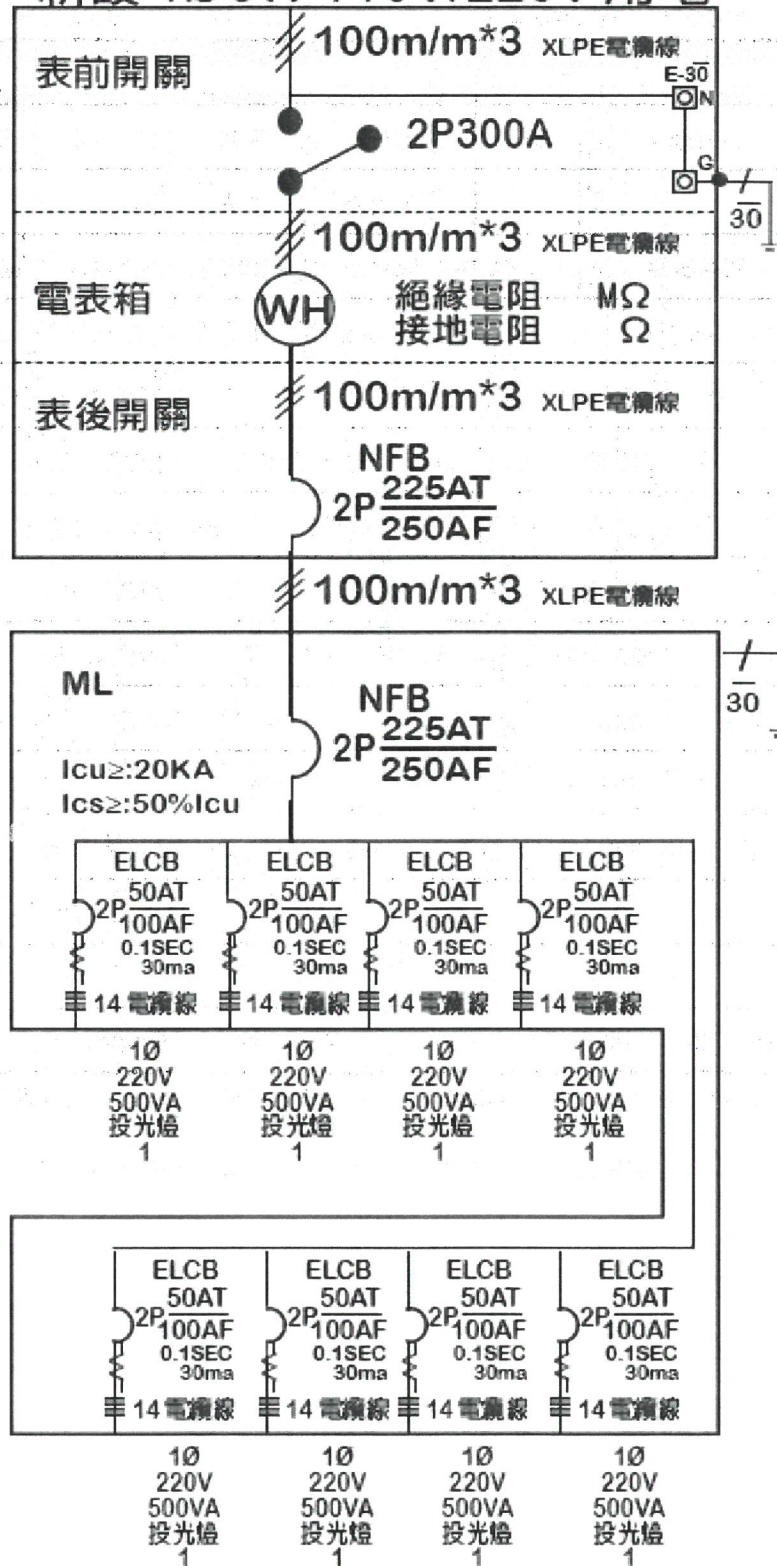 100m/m*3 XLPE電纜線
表前開關
E-30
N
2P300A
G
30
100m/m*3 XLPE電纜線
電表箱
WH
絕緣電阻 MΩ
接地電阻 Ω
100m/m*3 XLPE電纜線
表後開關
NFB
2P 225AT
250AF
100m/m*3 XLPE電纜線
ML
30
NFB
2P 225AT
250AF
Icu≥:20KA
Ics≥:50%Icu
ELCB ELCB ELCB ELCB
2P 50AT 2P 50AT 2P 50AT 2P 50AT
100AF 100AF 100AF 100AF
0.1SEC 0.1SEC 0.1SEC 0.1SEC
30ma 30ma 30ma 30ma
14 電纜線 14 電纜線 14 電纜線 14 電纜線
1Ø 1Ø 1Ø 1Ø
220V 220V 220V 220V
500VA 500VA 500VA 500VA
投光燈 投光燈 投光燈 投光燈
1 1 1 1
ELCB ELCB ELCB ELCB
2P 50AT 2P 50AT 2P 50AT 2P 50AT
100AF 100AF 100AF 100AF
0.1SEC 0.1SEC 0.1SEC 0.1SEC
30ma 30ma 30ma 30ma
14 電纜線 14 電纜線 14 電纜線 14 電纜線
1Ø 1Ø 1Ø 1Ø
220V 220V 220V 220V
500VA 500VA 500VA 500VA
投光燈 投光燈 投光燈 投光燈
1 1 1 1